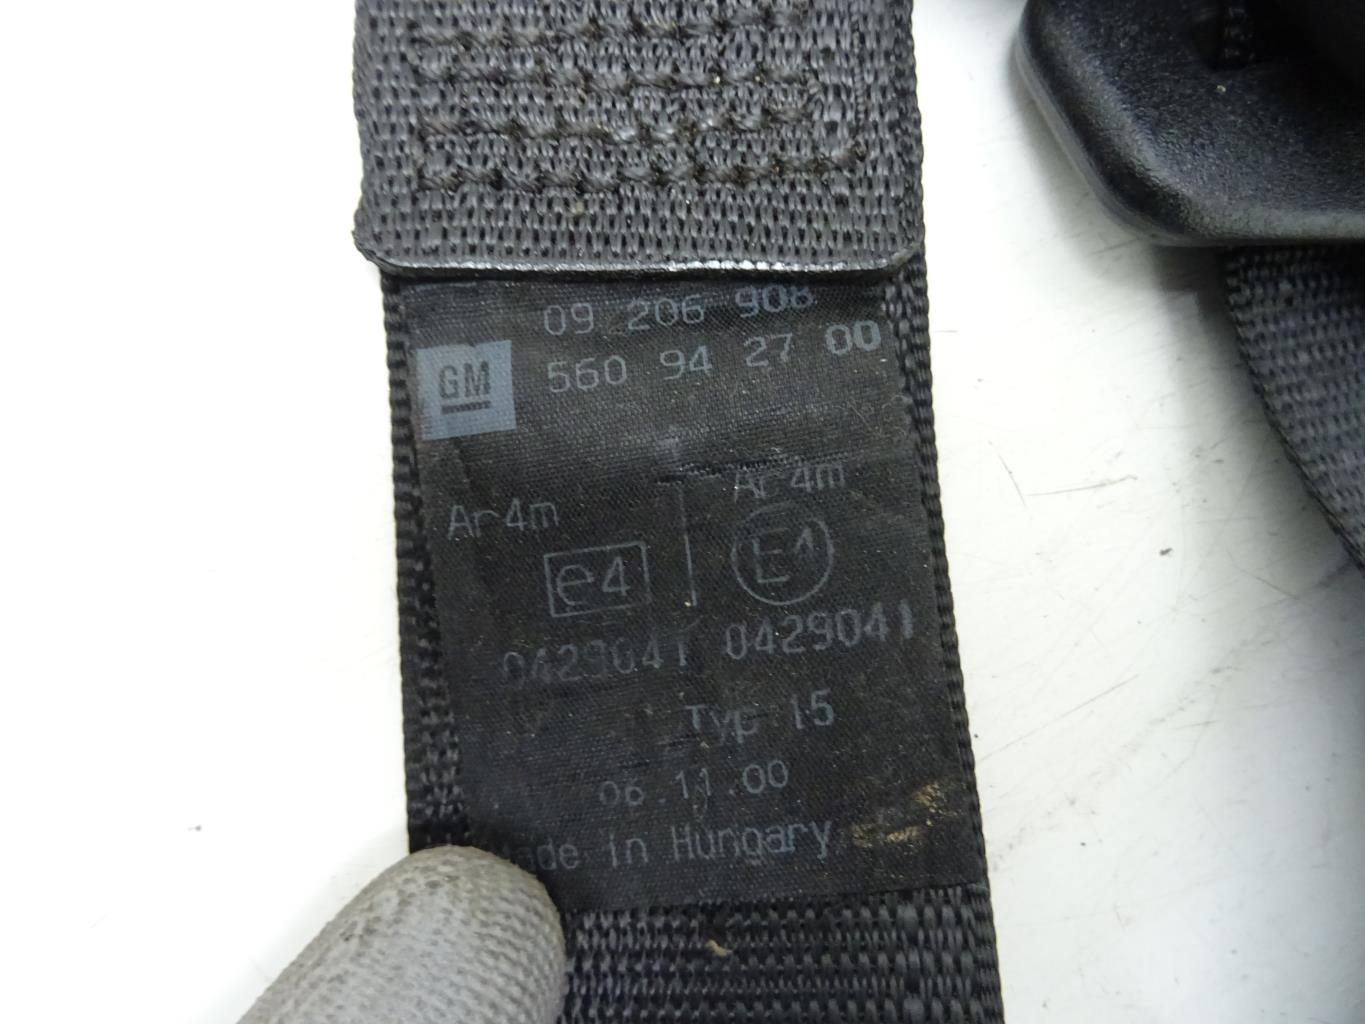 09 206 908
GM
560 94 27 00
Ar4m
Ar4m
e4
E4
0429041 0429041
Typ 15
06.11.00
Made in Hungary